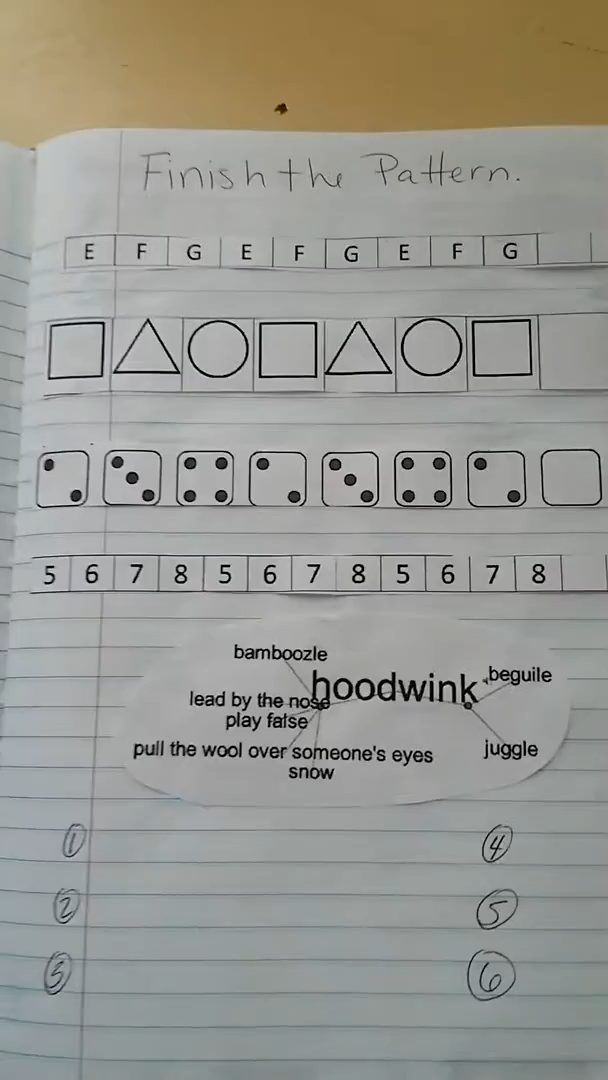 Finish the Pattern.
E F G E F G E F G
5 6 7 8 5 6 7 8 5 6 7 8
bamboozle
hoodwink beguile
lead by the nose
play false
pull the wool over someone's eyes juggle
snow
1 4
2 5
3 6